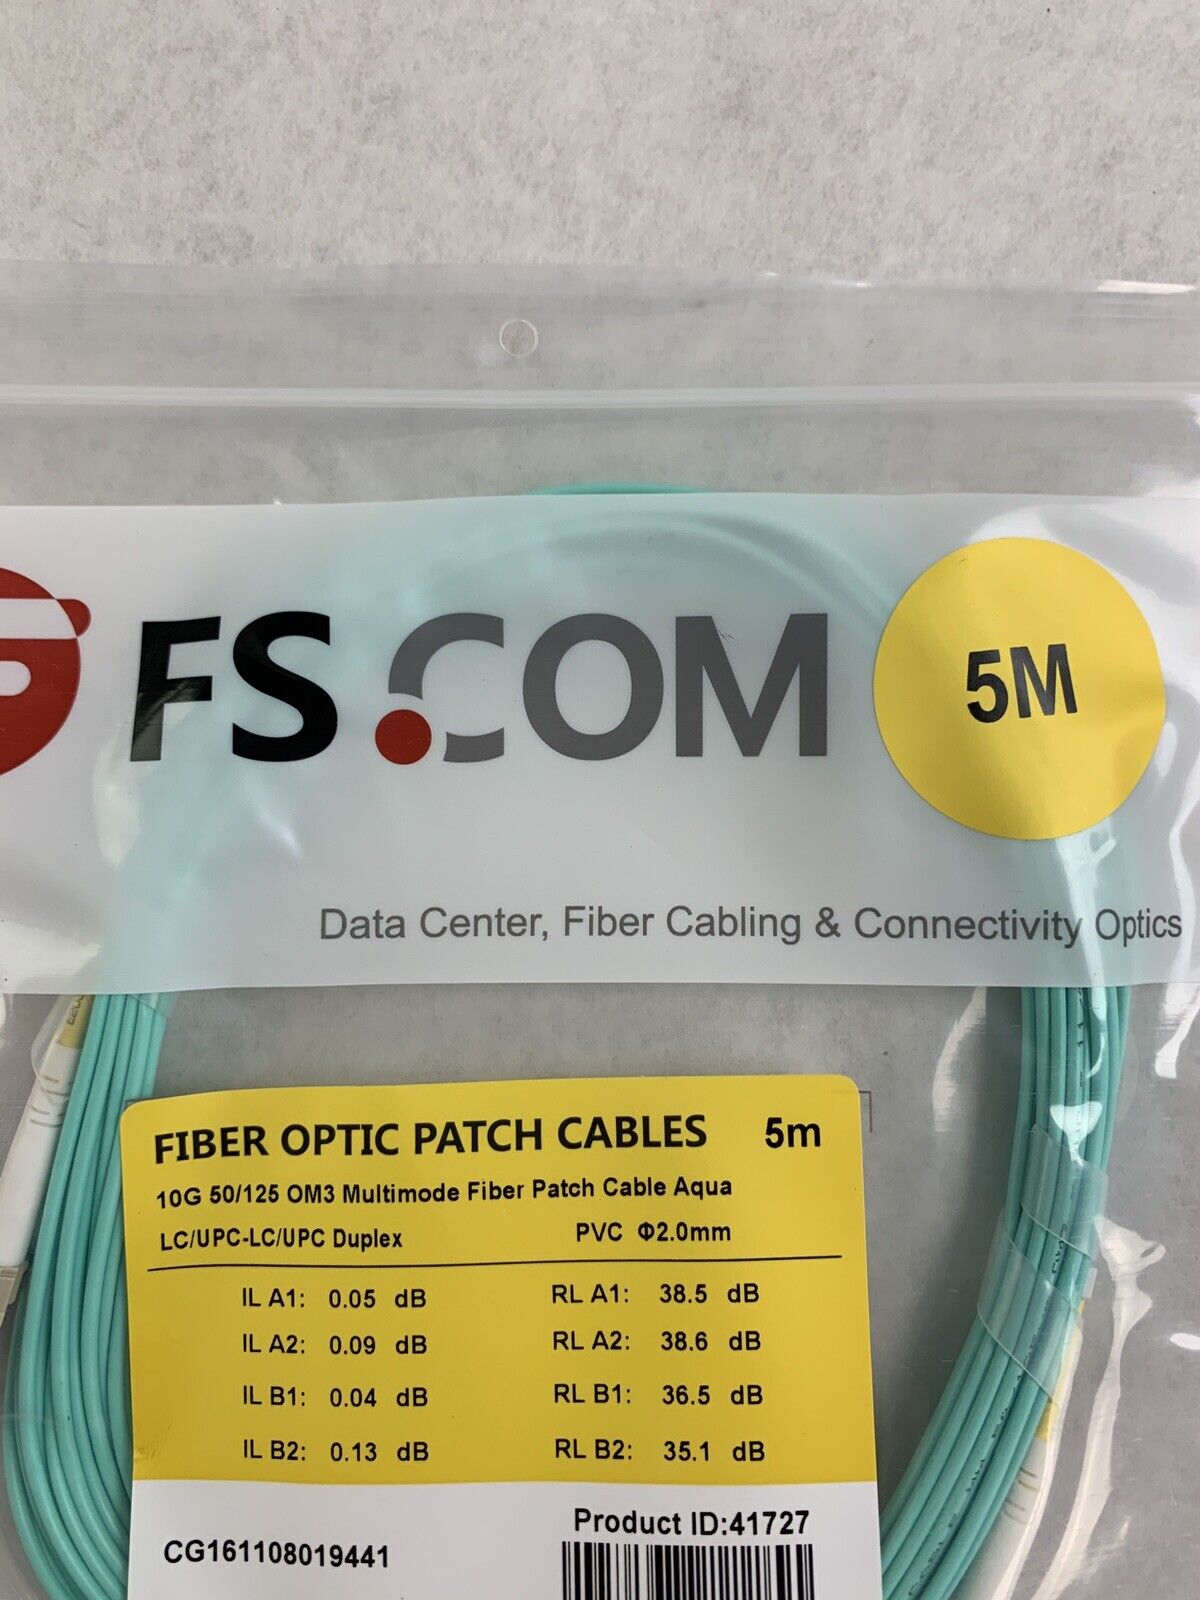 FS.COM
5M
Data Center, Fiber Cabling & Connectivity Optics
FIBER OPTIC PATCH CABLES 5m
10G 50/125 OM3 Multimode Fiber Patch Cable Aqua
LC/UPC-LC/UPC Duplex PVC Φ2.0mm
IL A1: 0.05 dB RL A1: 38.5 dB
IL A2: 0.09 dB RL A2: 38.6 dB
IL B1: 0.04 dB RL B1: 36.5 dB
IL B2: 0.13 dB RL B2: 35.1 dB
Product ID:41727
CG161108019441